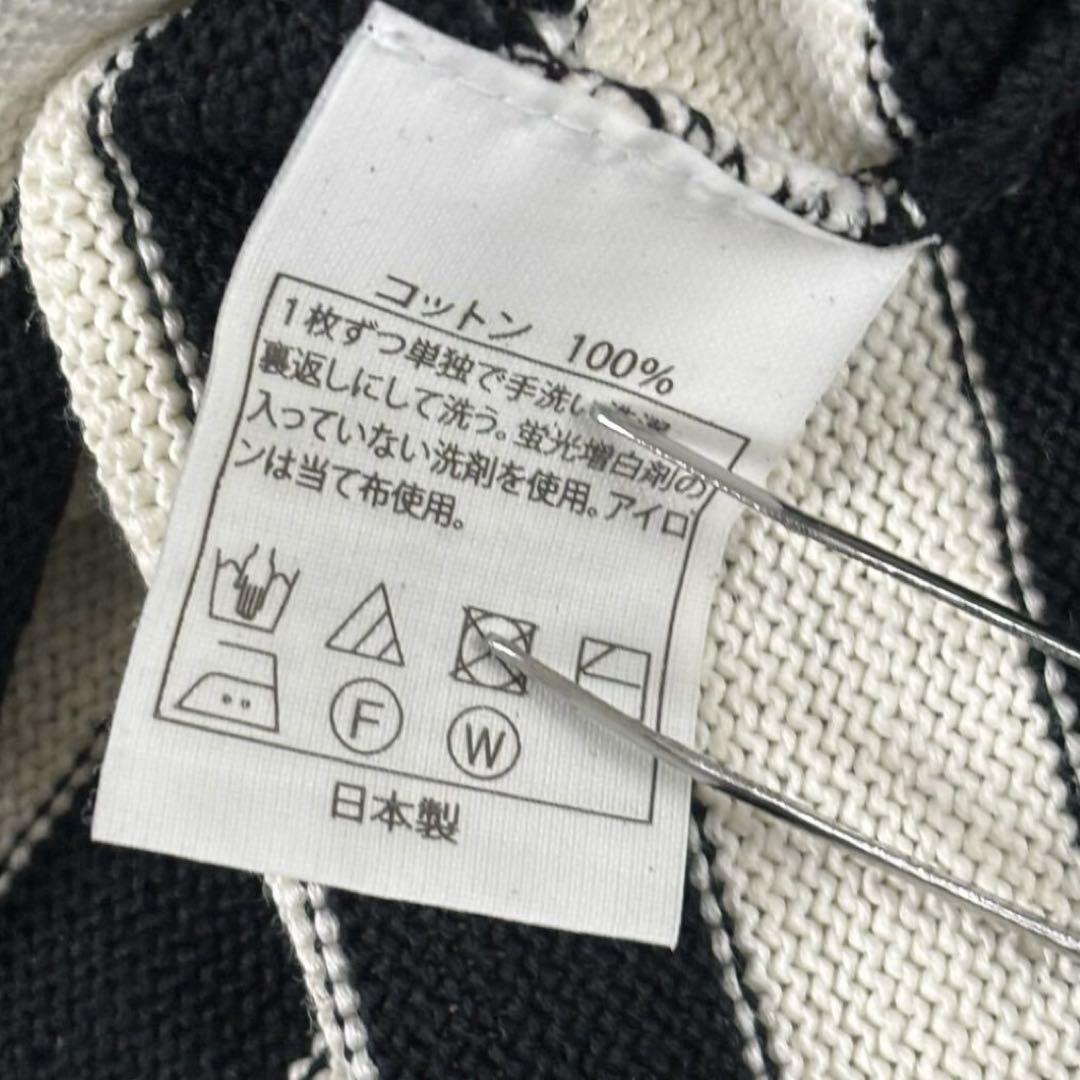 コットン 100%
1枚ずつ単独で手洗い
裏返しにして洗う。蛍光増白剤の
入っていない洗剤を使用。アイロ
ンは当て布使用。
F
W
日本製